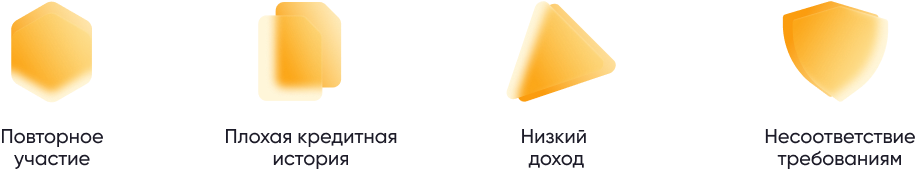 Повторное
участие
Плохая кредитная
история
Низкий
доход
Несоответствие
требованиям